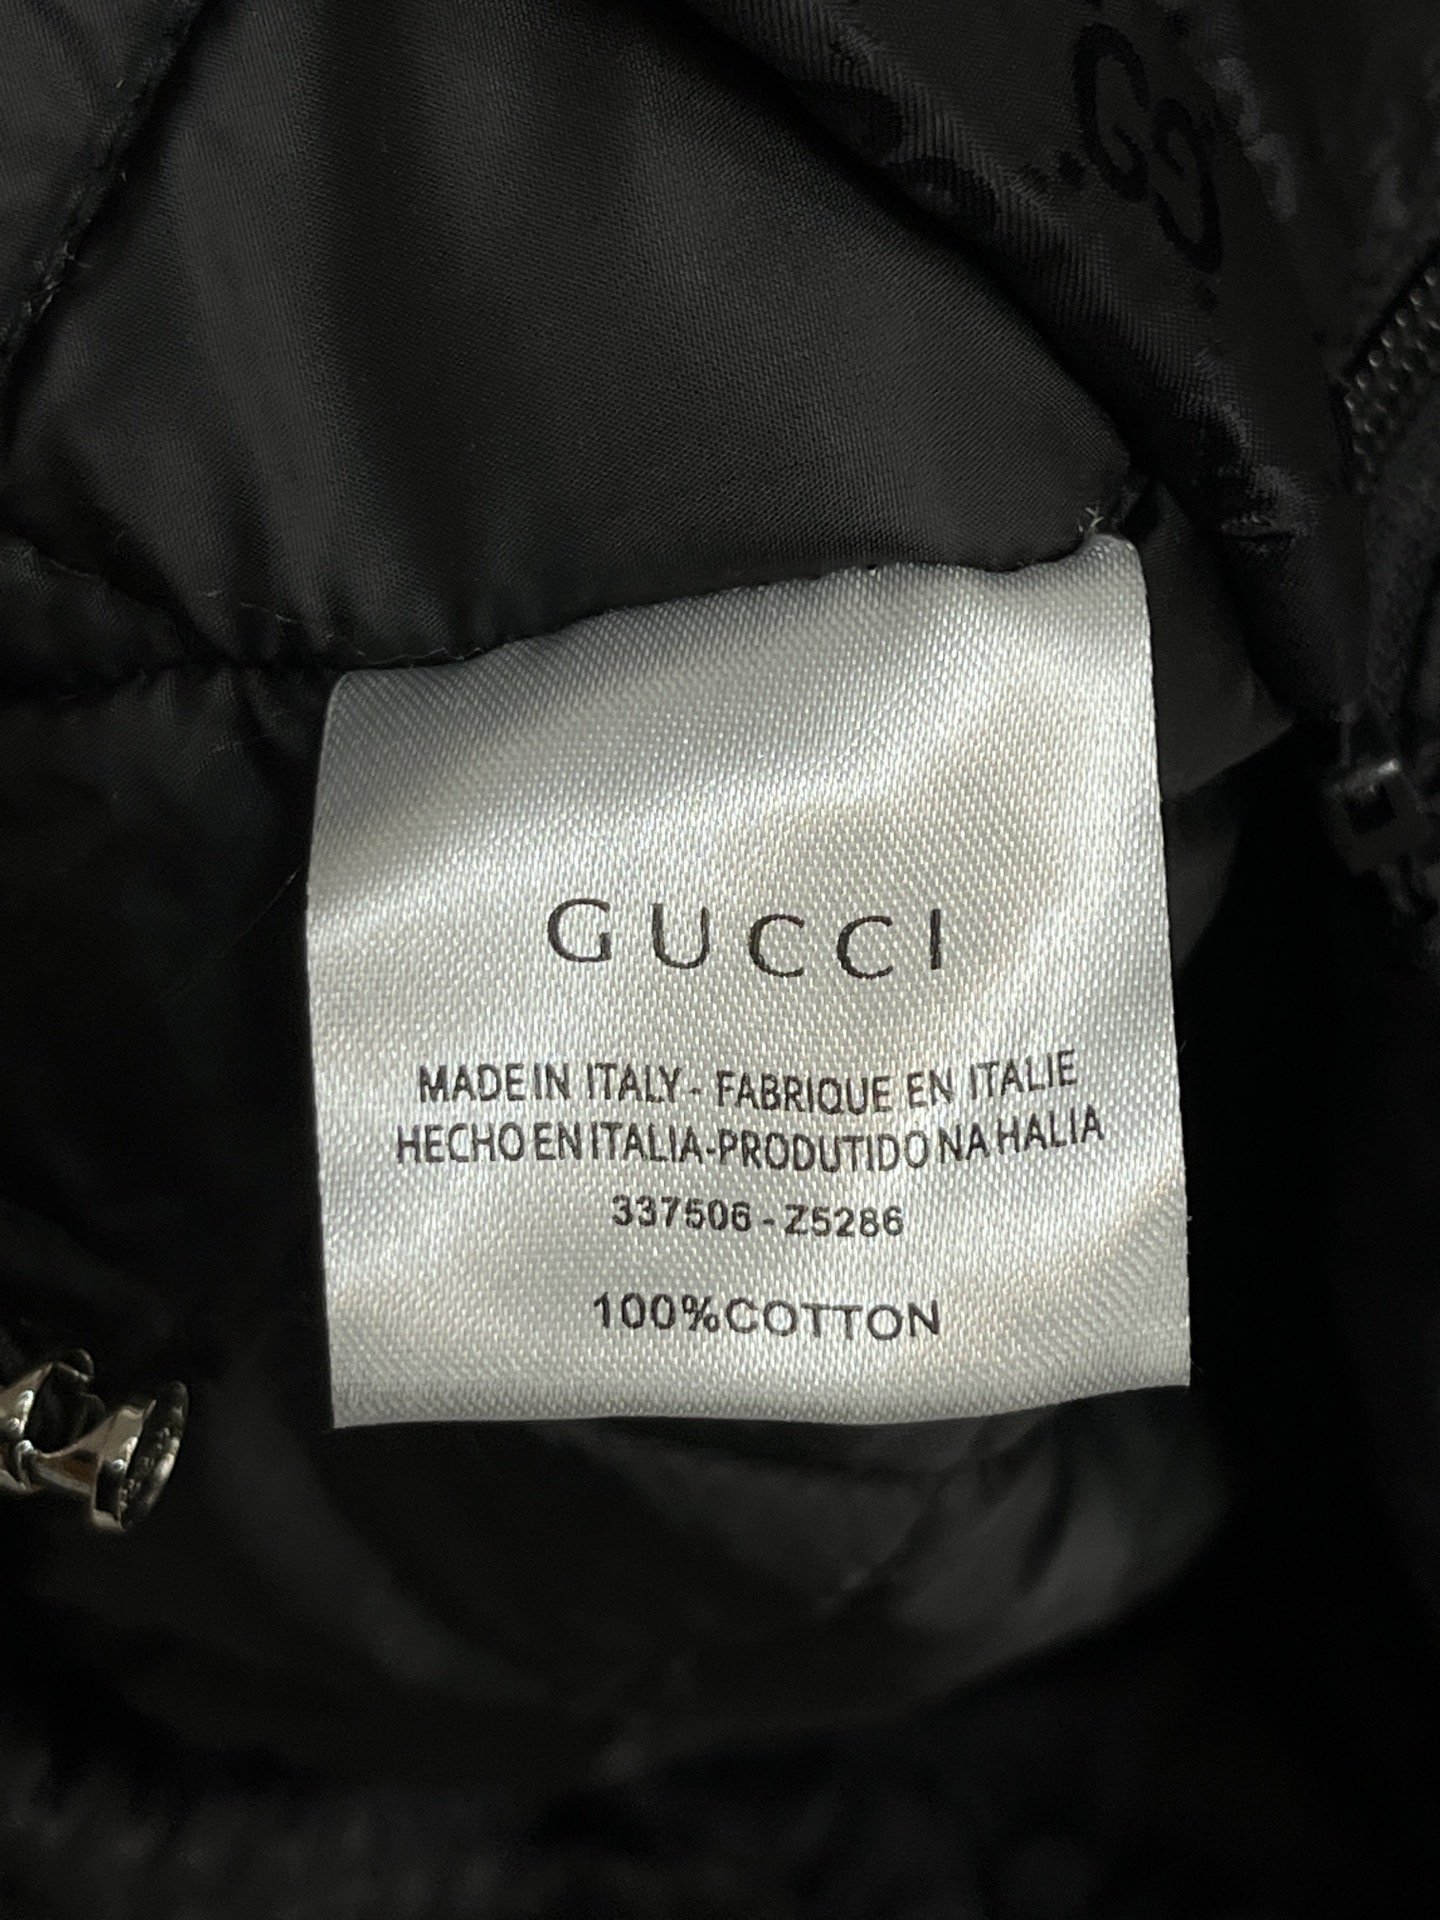 GUCCI
MADE IN ITALY - FABRIQUE EN ITALIE
HECHO EN ITALIA-PRODUTIDO NA HALIA
337506 - Z5286
100%COTTON